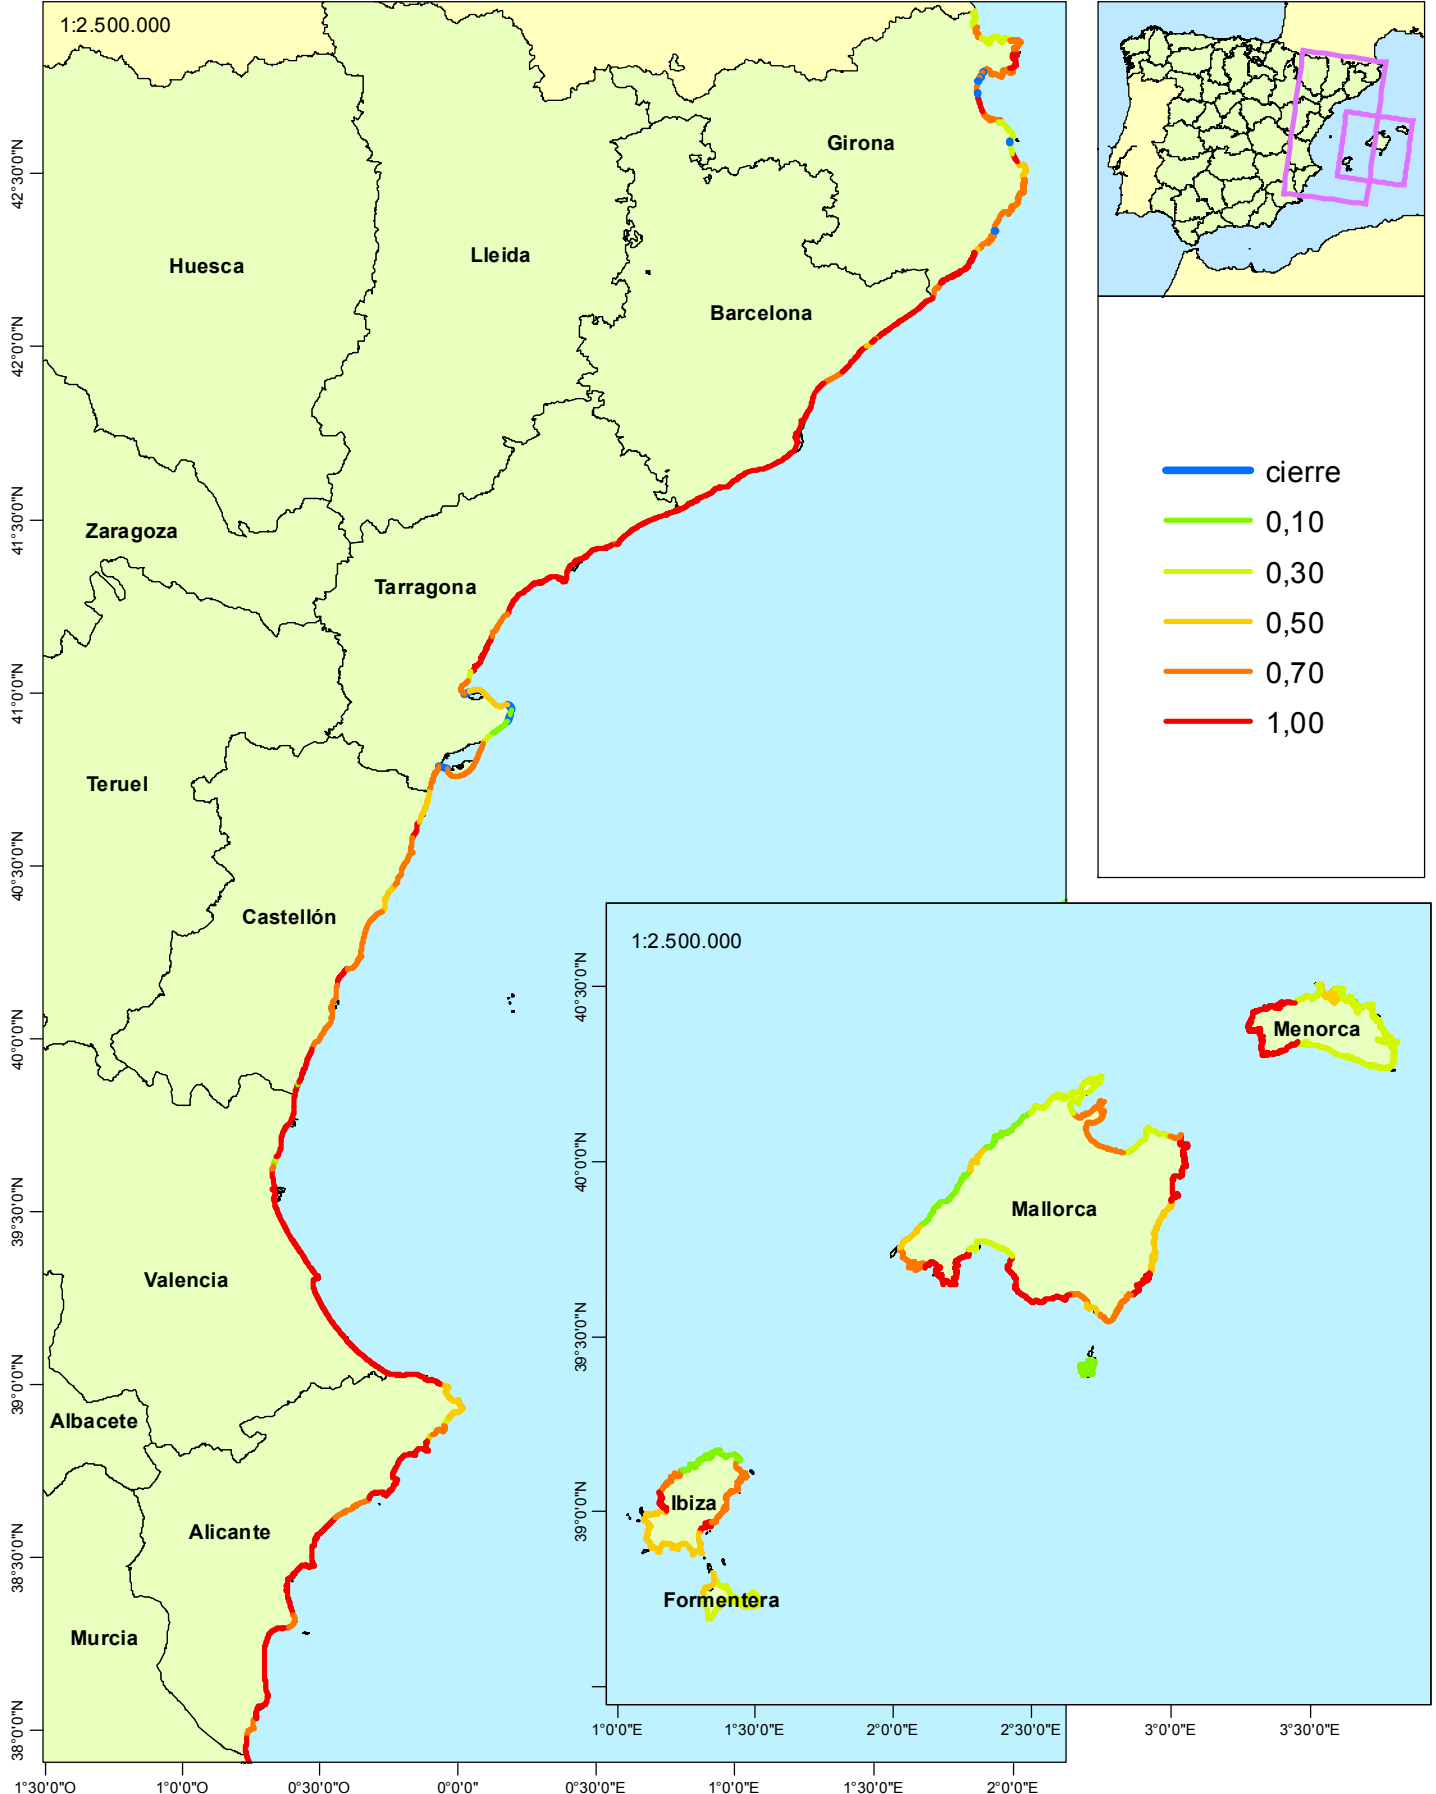 1:2.500.000
Girona
Huesca
Lleida
Barcelona
Zaragoza
Tarragona
Teruel
Castellón
Valencia
Albacete
Alicante
Murcia
42°30'0"N
42°0'0"N
41°30'0"N
41°0'0"N
40°30'0"N
40°0'0"N
39°30'0"N
39°0'0"N
38°30'0"N
38°0'0"N
1°30'0"O
1°0'0"O
0°30'0"O
0°0'0"
0°30'0"E
1°0'0"E
1°30'0"E
2°0'0"E
cierre
0,10
0,30
0,50
0,70
1,00
1:2.500.000
Menorca
Mallorca
Ibiza
Formentera
40°30'0"N
40°0'0"N
39°30'0"N
39°0'0"N
1°0'0"E
1°30'0"E
2°0'0"E
2°30'0"E
3°0'0"E
3°30'0"E